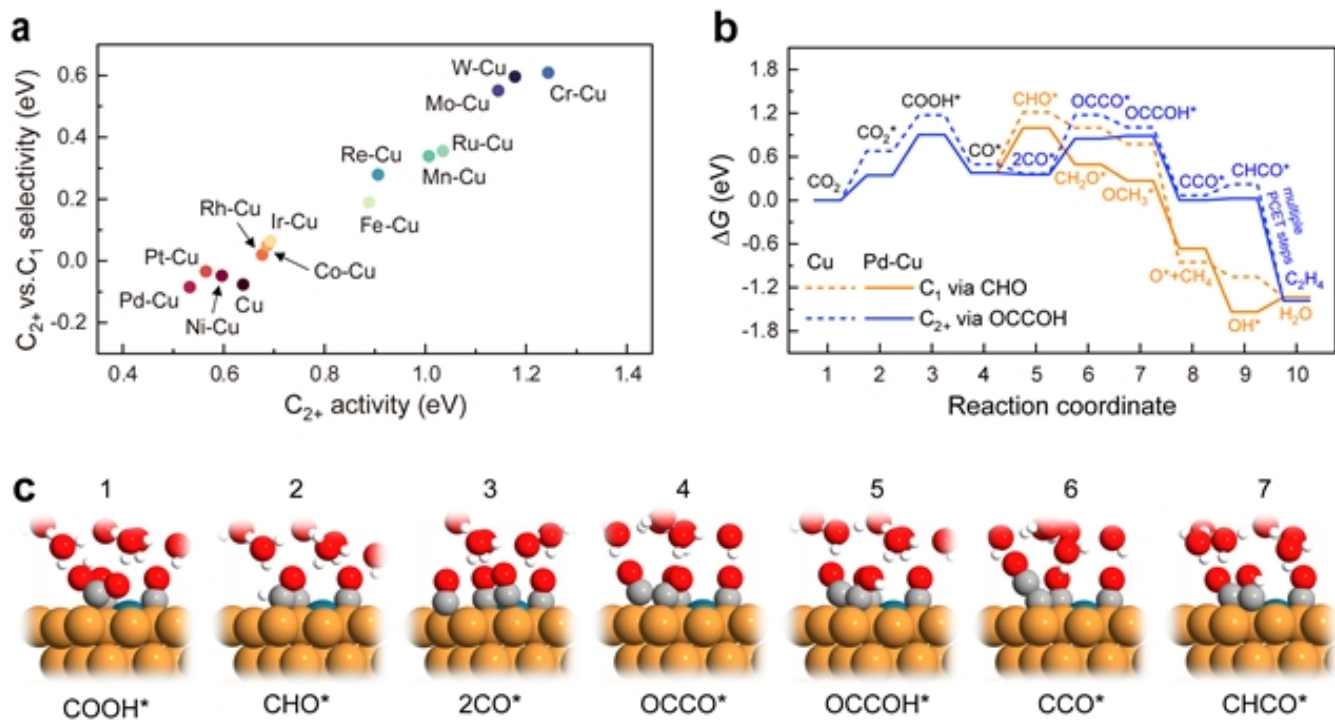 a
C2+ vs.C1 selectivity (eV)
0.6
0.4
0.2
0.0
-0.2
W-Cu
Mo-Cu
Cr-Cu
Ru-Cu
Re-Cu
Mn-Cu
Fe-Cu
Rh-Cu
Ir-Cu
Co-Cu
Pt-Cu
Pd-Cu
Ni-Cu
Cu
0.4 0.6 0.8 1.0 1.2 1.4
C2+ activity (eV)
b
ΔG (eV)
1.8
1.2
0.6
0.0
-0.6
-1.2
-1.8
CO2
CO2*
COOH*
CO*
CHO*
2CO*
OCCO*
OCCOH*
CH2O*
OCH3*
CCO*
CHCO*
multiple
PCET steps
O*+CH4
OH*
C2H4
H2O
Cu Pd-Cu
C1 via CHO
C2+ via OCCOH
1 2 3 4 5 6 7 8 9 10
Reaction coordinate
c
1 2 3 4 5 6 7
COOH* CHO* 2CO* OCCO* OCCOH* CCO* CHCO*